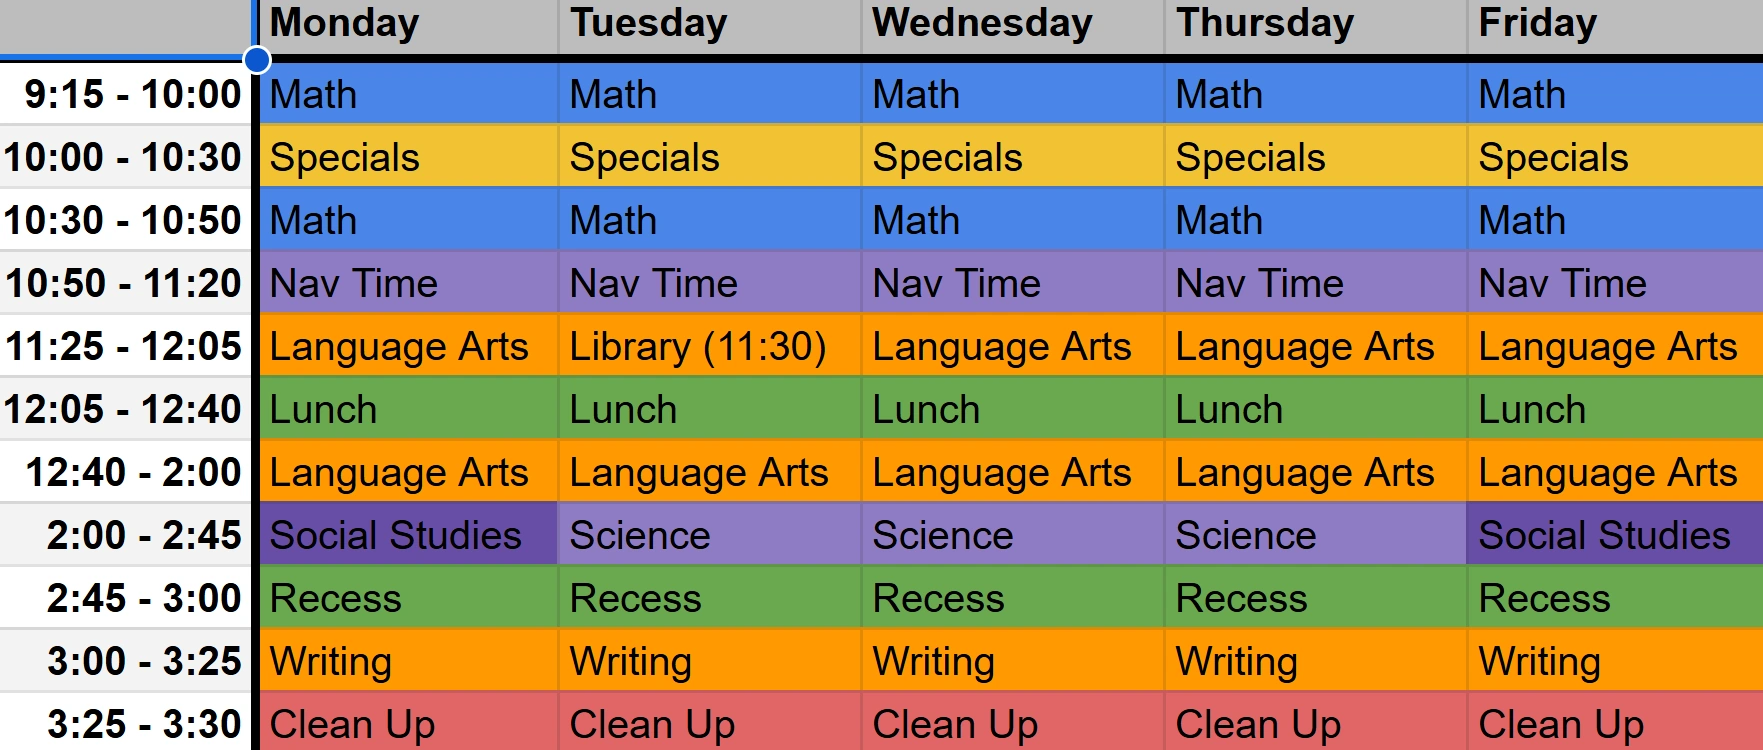 Monday Tuesday Wednesday Thursday Friday
9:15 - 10:00 Math Math Math Math Math
10:00 - 10:30 Specials Specials Specials Specials Specials
10:30 - 10:50 Math Math Math Math Math
10:50 - 11:20 Nav Time Nav Time Nav Time Nav Time Nav Time
11:25 - 12:05 Language Arts Library (11:30) Language Arts Language Arts Language Arts
12:05 - 12:40 Lunch Lunch Lunch Lunch Lunch
12:40 - 2:00 Language Arts Language Arts Language Arts Language Arts Language Arts
2:00 - 2:45 Social Studies Science Science Science Social Studies
2:45 - 3:00 Recess Recess Recess Recess Recess
3:00 - 3:25 Writing Writing Writing Writing Writing
3:25 - 3:30 Clean Up Clean Up Clean Up Clean Up Clean Up